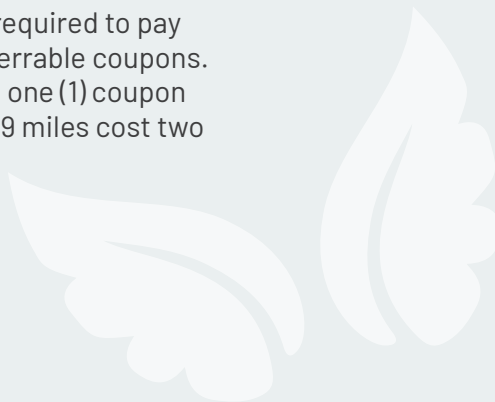 required to pay
errable coupons.
one (1) coupon
9 miles cost two